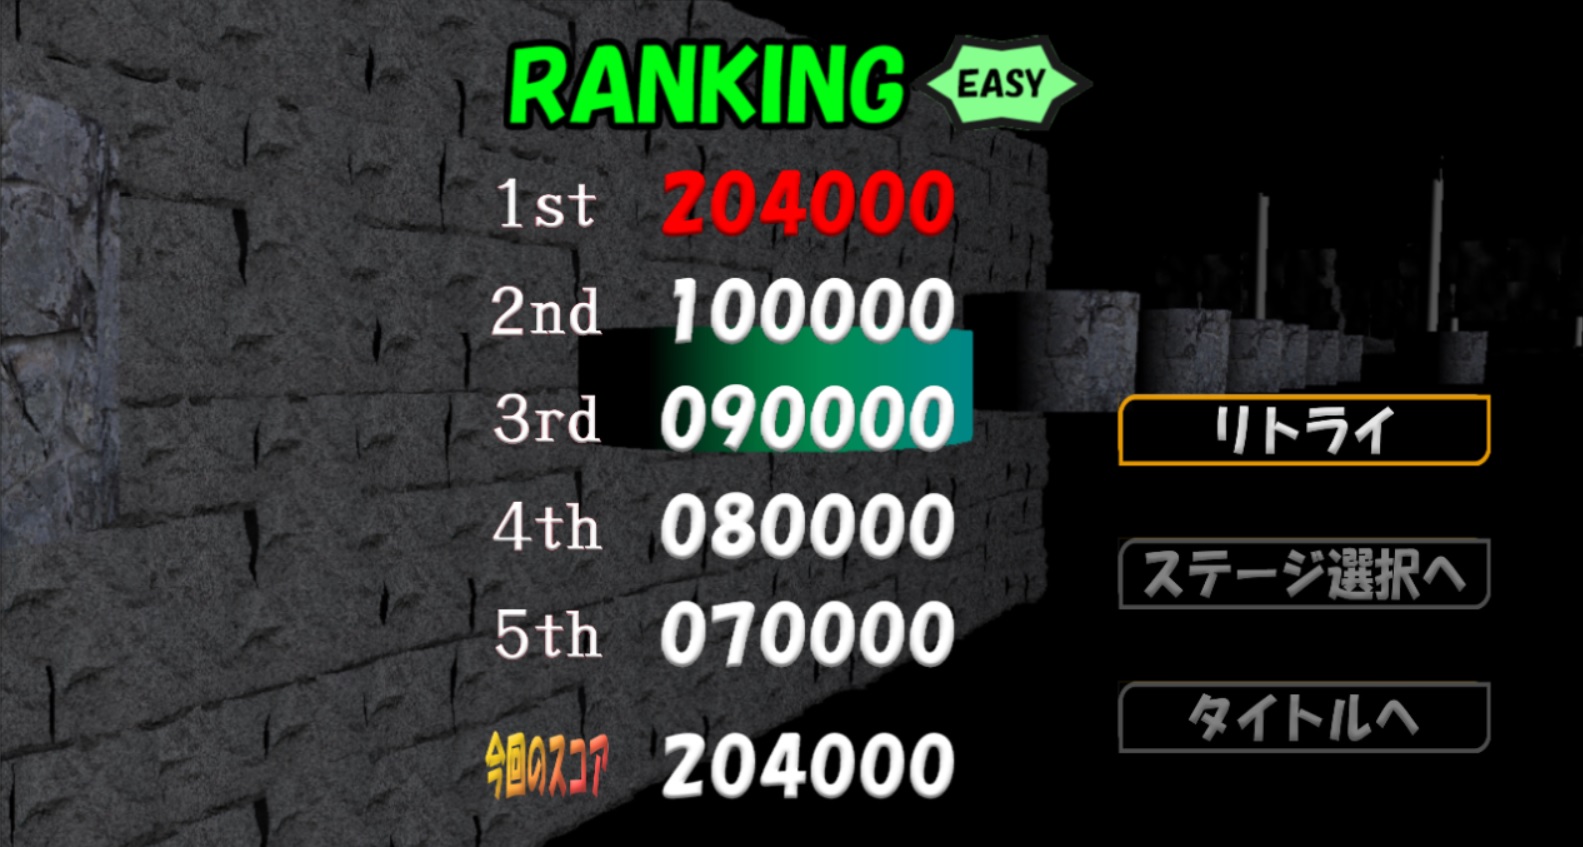 RANKING EASY
1st 204000
2nd 100000
3rd 090000
4th 080000
5th 070000
今回のスコア 204000
リトライ
ステージ選択へ
タイトルへ